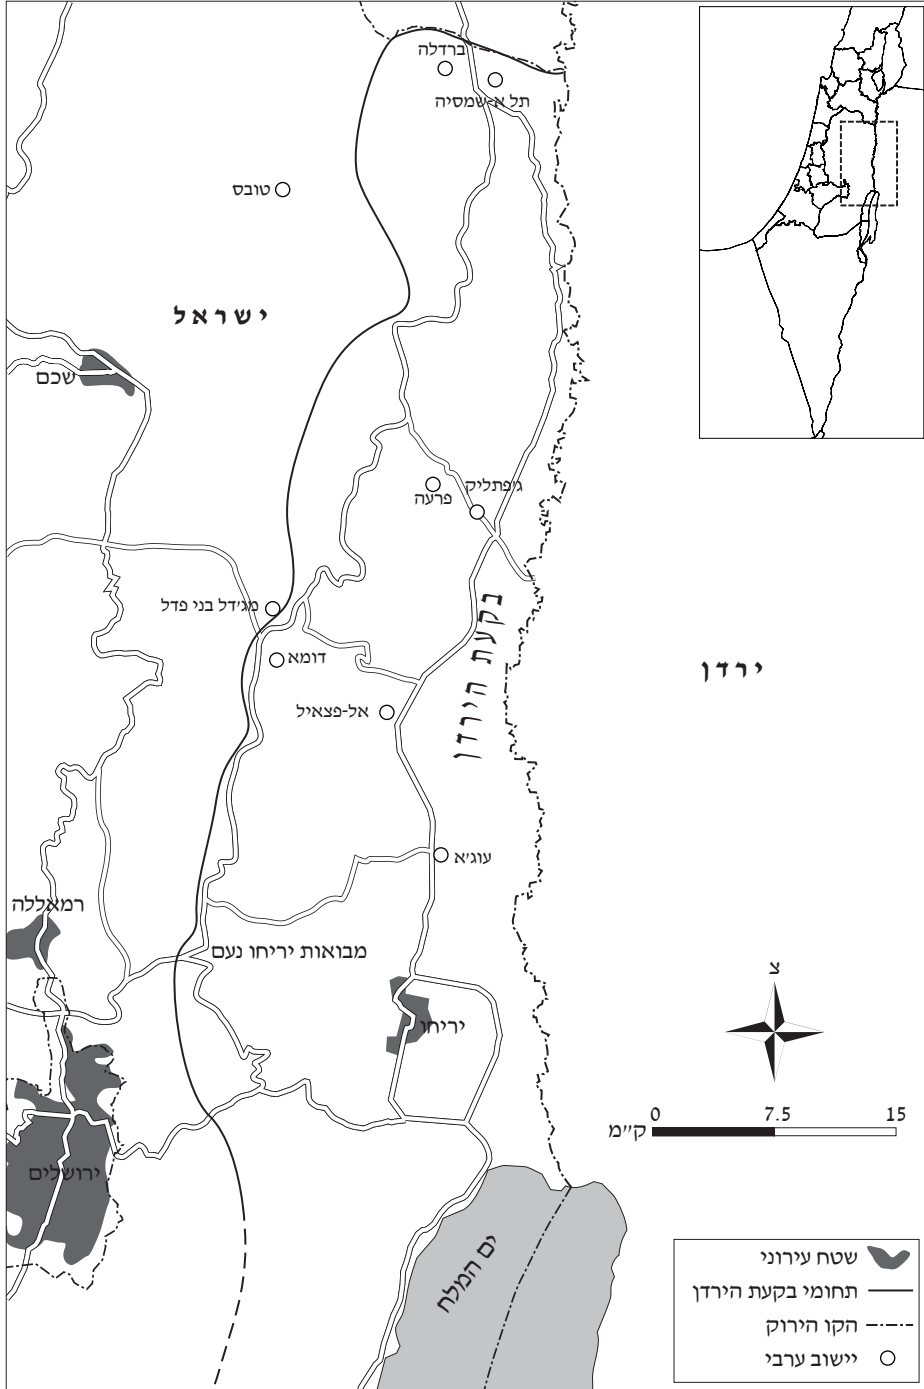 ברדלה
תל א-שמסיה
טובס
ישראל
שכם
ג'פתליק
פרעה
בקעת הירדן
מג'דל בני פדל
דומא
ירדן
אל-פצאיל
עוג'א
רמאללה
מבואות יריחו נעם
יריחו
צ
0 7.5 15
ק"מ
ירושלים
ים המלח
שטח עירוני
תחומי בקעת הירדן
הקו הירוק
יישוב ערבי